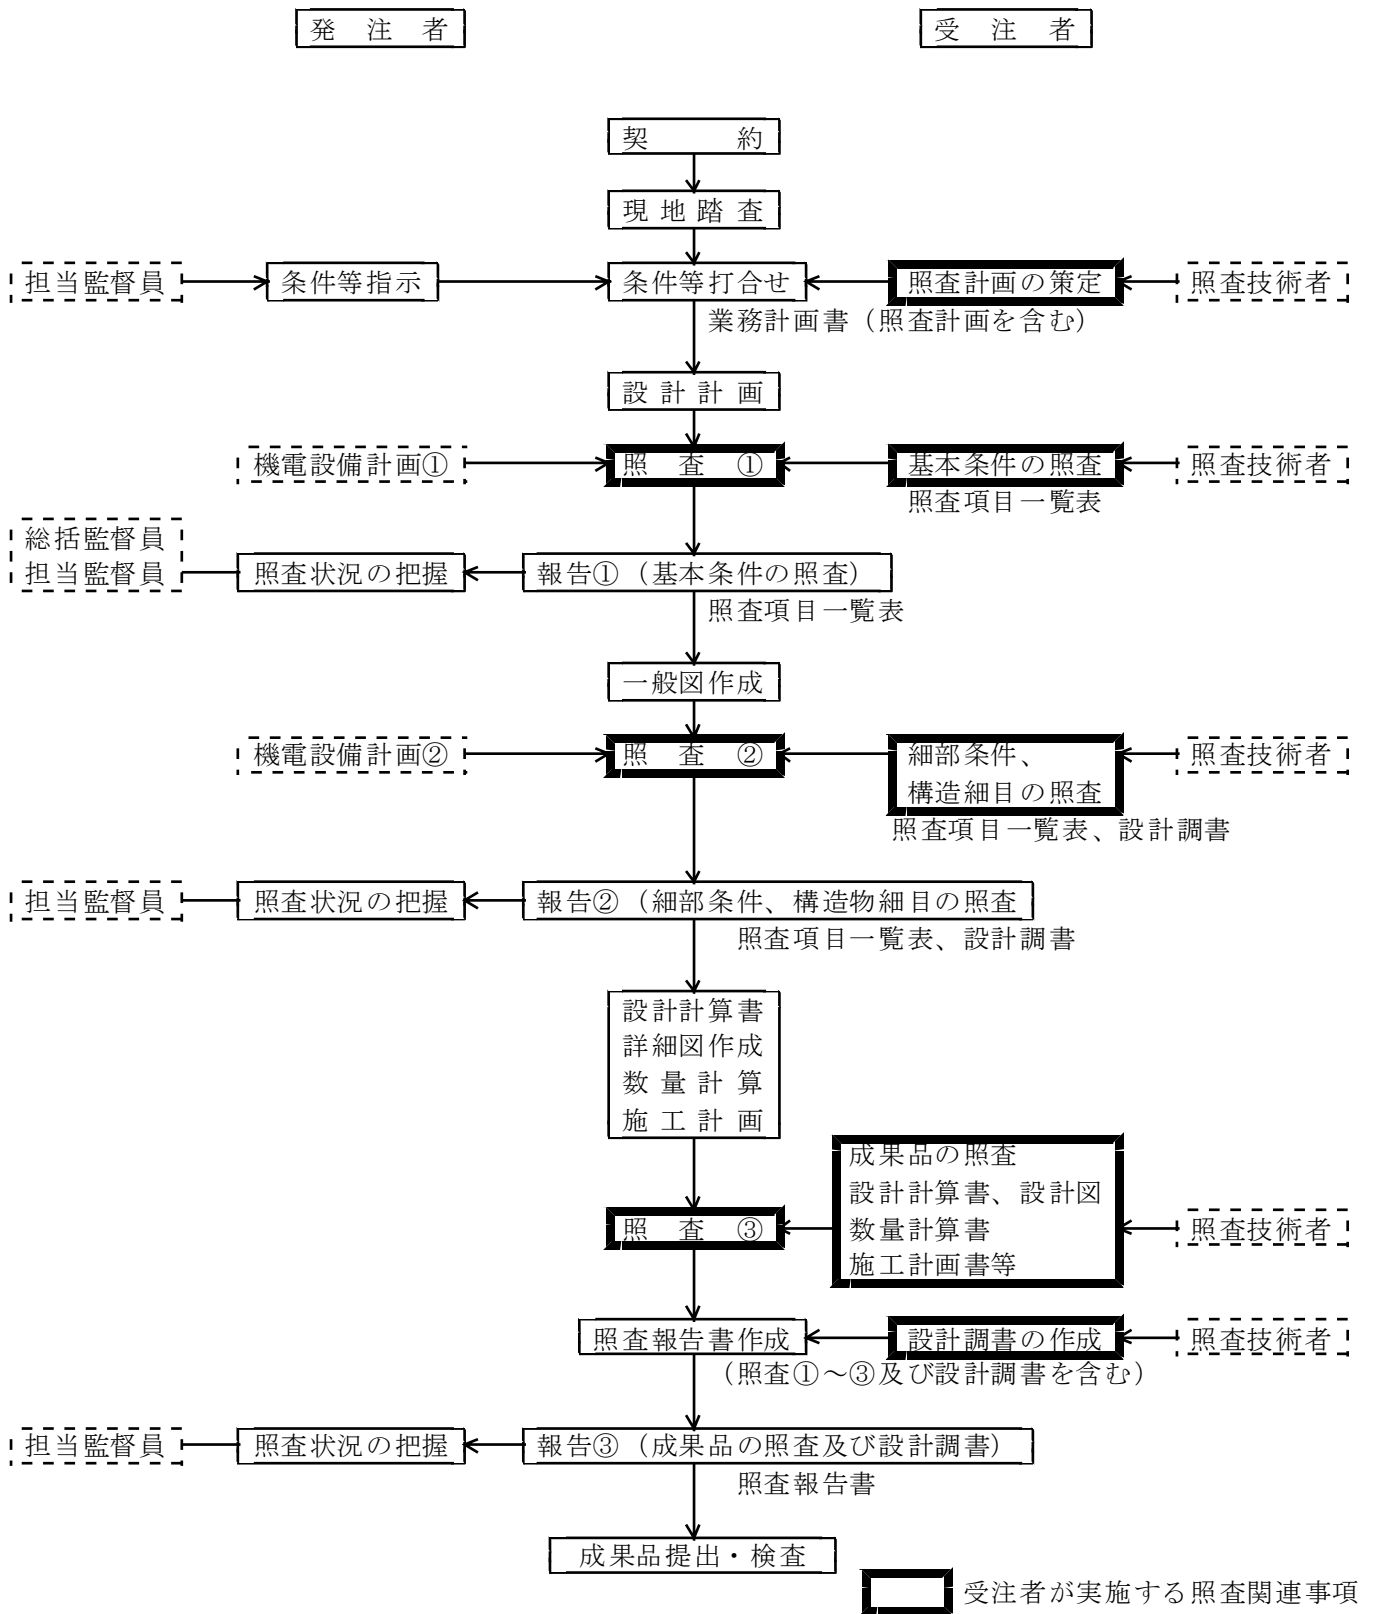 発注者
受注者
契約
現地踏査
担当監督員
条件等指示
条件等打合せ
照査計画の策定
照査技術者
業務計画書（照査計画を含む）
設計計画
機電設備計画①
照査①
基本条件の照査
照査技術者
照査項目一覧表
総括監督員
担当監督員
照査状況の把握
報告①（基本条件の照査）
照査項目一覧表
一般図作成
機電設備計画②
照査②
細部条件、
構造細目の照査
照査技術者
照査項目一覧表、設計調書
担当監督員
照査状況の把握
報告②（細部条件、構造物細目の照査
照査項目一覧表、設計調書
設計計算書
詳細図作成
数量計算
施工計画
成果品の照査
設計計算書、設計図
数量計算書
施工計画書等
照査③
照査技術者
照査報告書作成
設計調書の作成
照査技術者
（照査①～③及び設計調書を含む）
担当監督員
照査状況の把握
報告③（成果品の照査及び設計調書）
照査報告書
成果品提出・検査
受注者が実施する照査関連事項